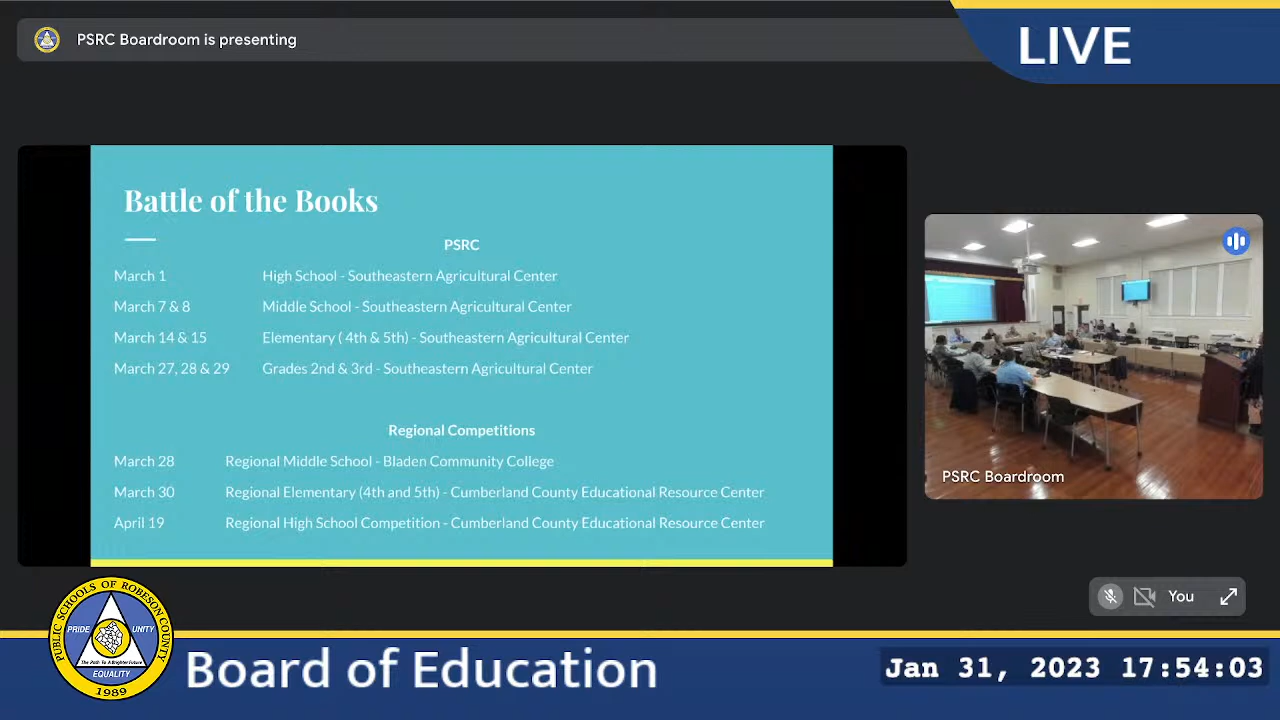 PSRC Boardroom is presenting
LIVE
Battle of the Books
PSRC
March 1 High School - Southeastern Agricultural Center
March 7 & 8 Middle School - Southeastern Agricultural Center
March 14 & 15 Elementary ( 4th & 5th) - Southeastern Agricultural Center
March 27, 28 & 29 Grades 2nd & 3rd - Southeastern Agricultural Center
Regional Competitions
March 28 Regional Middle School - Bladen Community College
March 30 Regional Elementary (4th and 5th) - Cumberland County Educational Resource Center
April 19 Regional High School Competition - Cumberland County Educational Resource Center
PSRC Boardroom
You
PUBLIC SCHOOLS OF ROBESON COUNTY
PRIDE UNITY
The Path To A Brighter Future
EQUALITY
1989
Board of Education
Jan 31, 2023 17:54:03